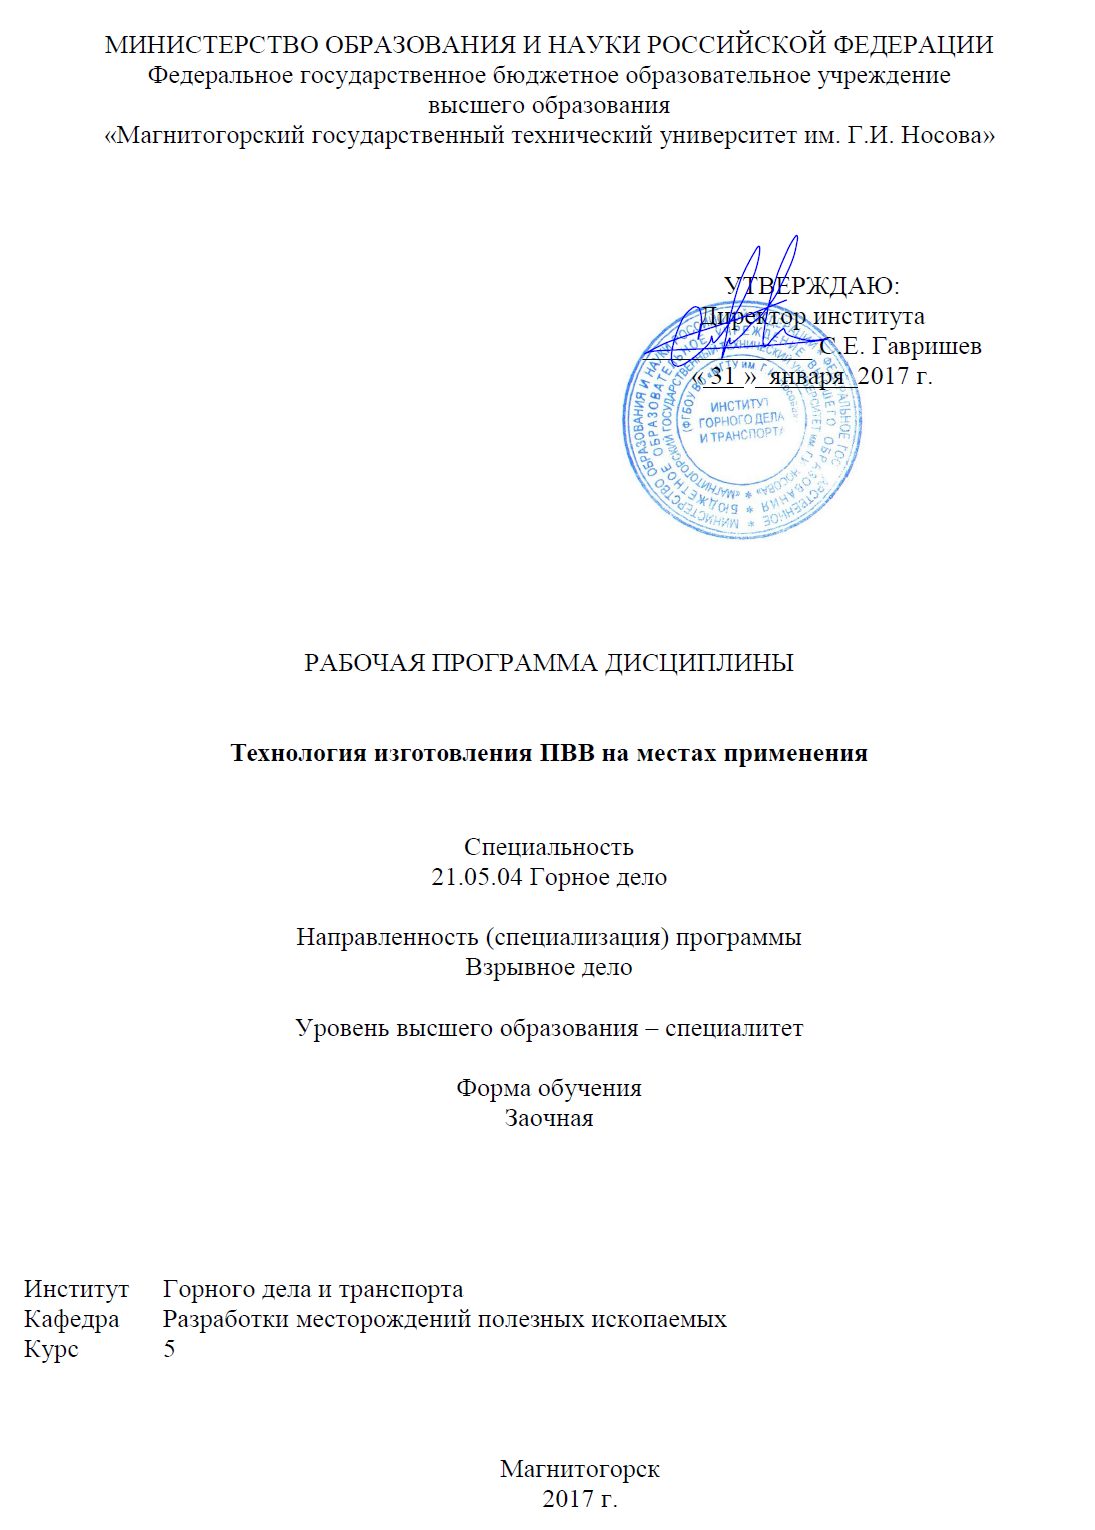 МИНИСТЕРСТВО ОБРАЗОВАНИЯ И НАУКИ РОССИЙСКОЙ ФЕДЕРАЦИИ
Федеральное государственное бюджетное образовательное учреждение
высшего образования
«Магнитогорский государственный технический университет им. Г.И. Носова»
УТВЕРЖДАЮ:
Директор института
С.Е. Гавришев
« 31 » января 2017 г.
ИНСТИТУТ
ГОРНОГО ДЕЛА
И ТРАНСПОРТА
РАБОЧАЯ ПРОГРАММА ДИСЦИПЛИНЫ
Технология изготовления ПВВ на местах применения
Специальность
21.05.04 Горное дело
Направленность (специализация) программы
Взрывное дело
Уровень высшего образования – специалитет
Форма обучения
Заочная
Институт Горного дела и транспорта
Кафедра Разработки месторождений полезных ископаемых
Курс 5
Магнитогорск
2017 г.